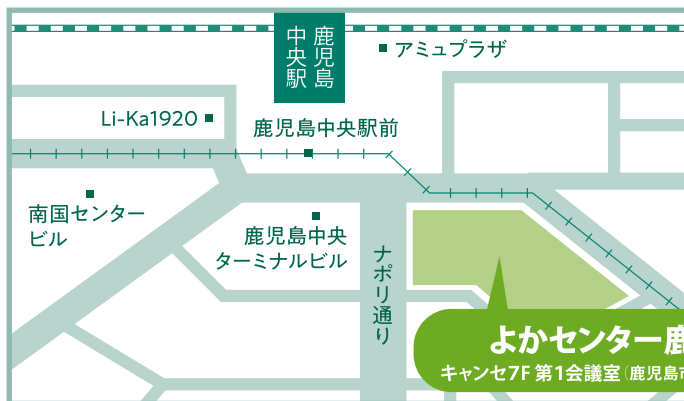 鹿児島
中央駅
アミュプラザ
Li-Ka1920
鹿児島中央駅前
南国センター
ビル
鹿児島中央
ターミナルビル
ナポリ通り
よかセンター鹿
キャンセ7F 第1会議室（鹿児島市